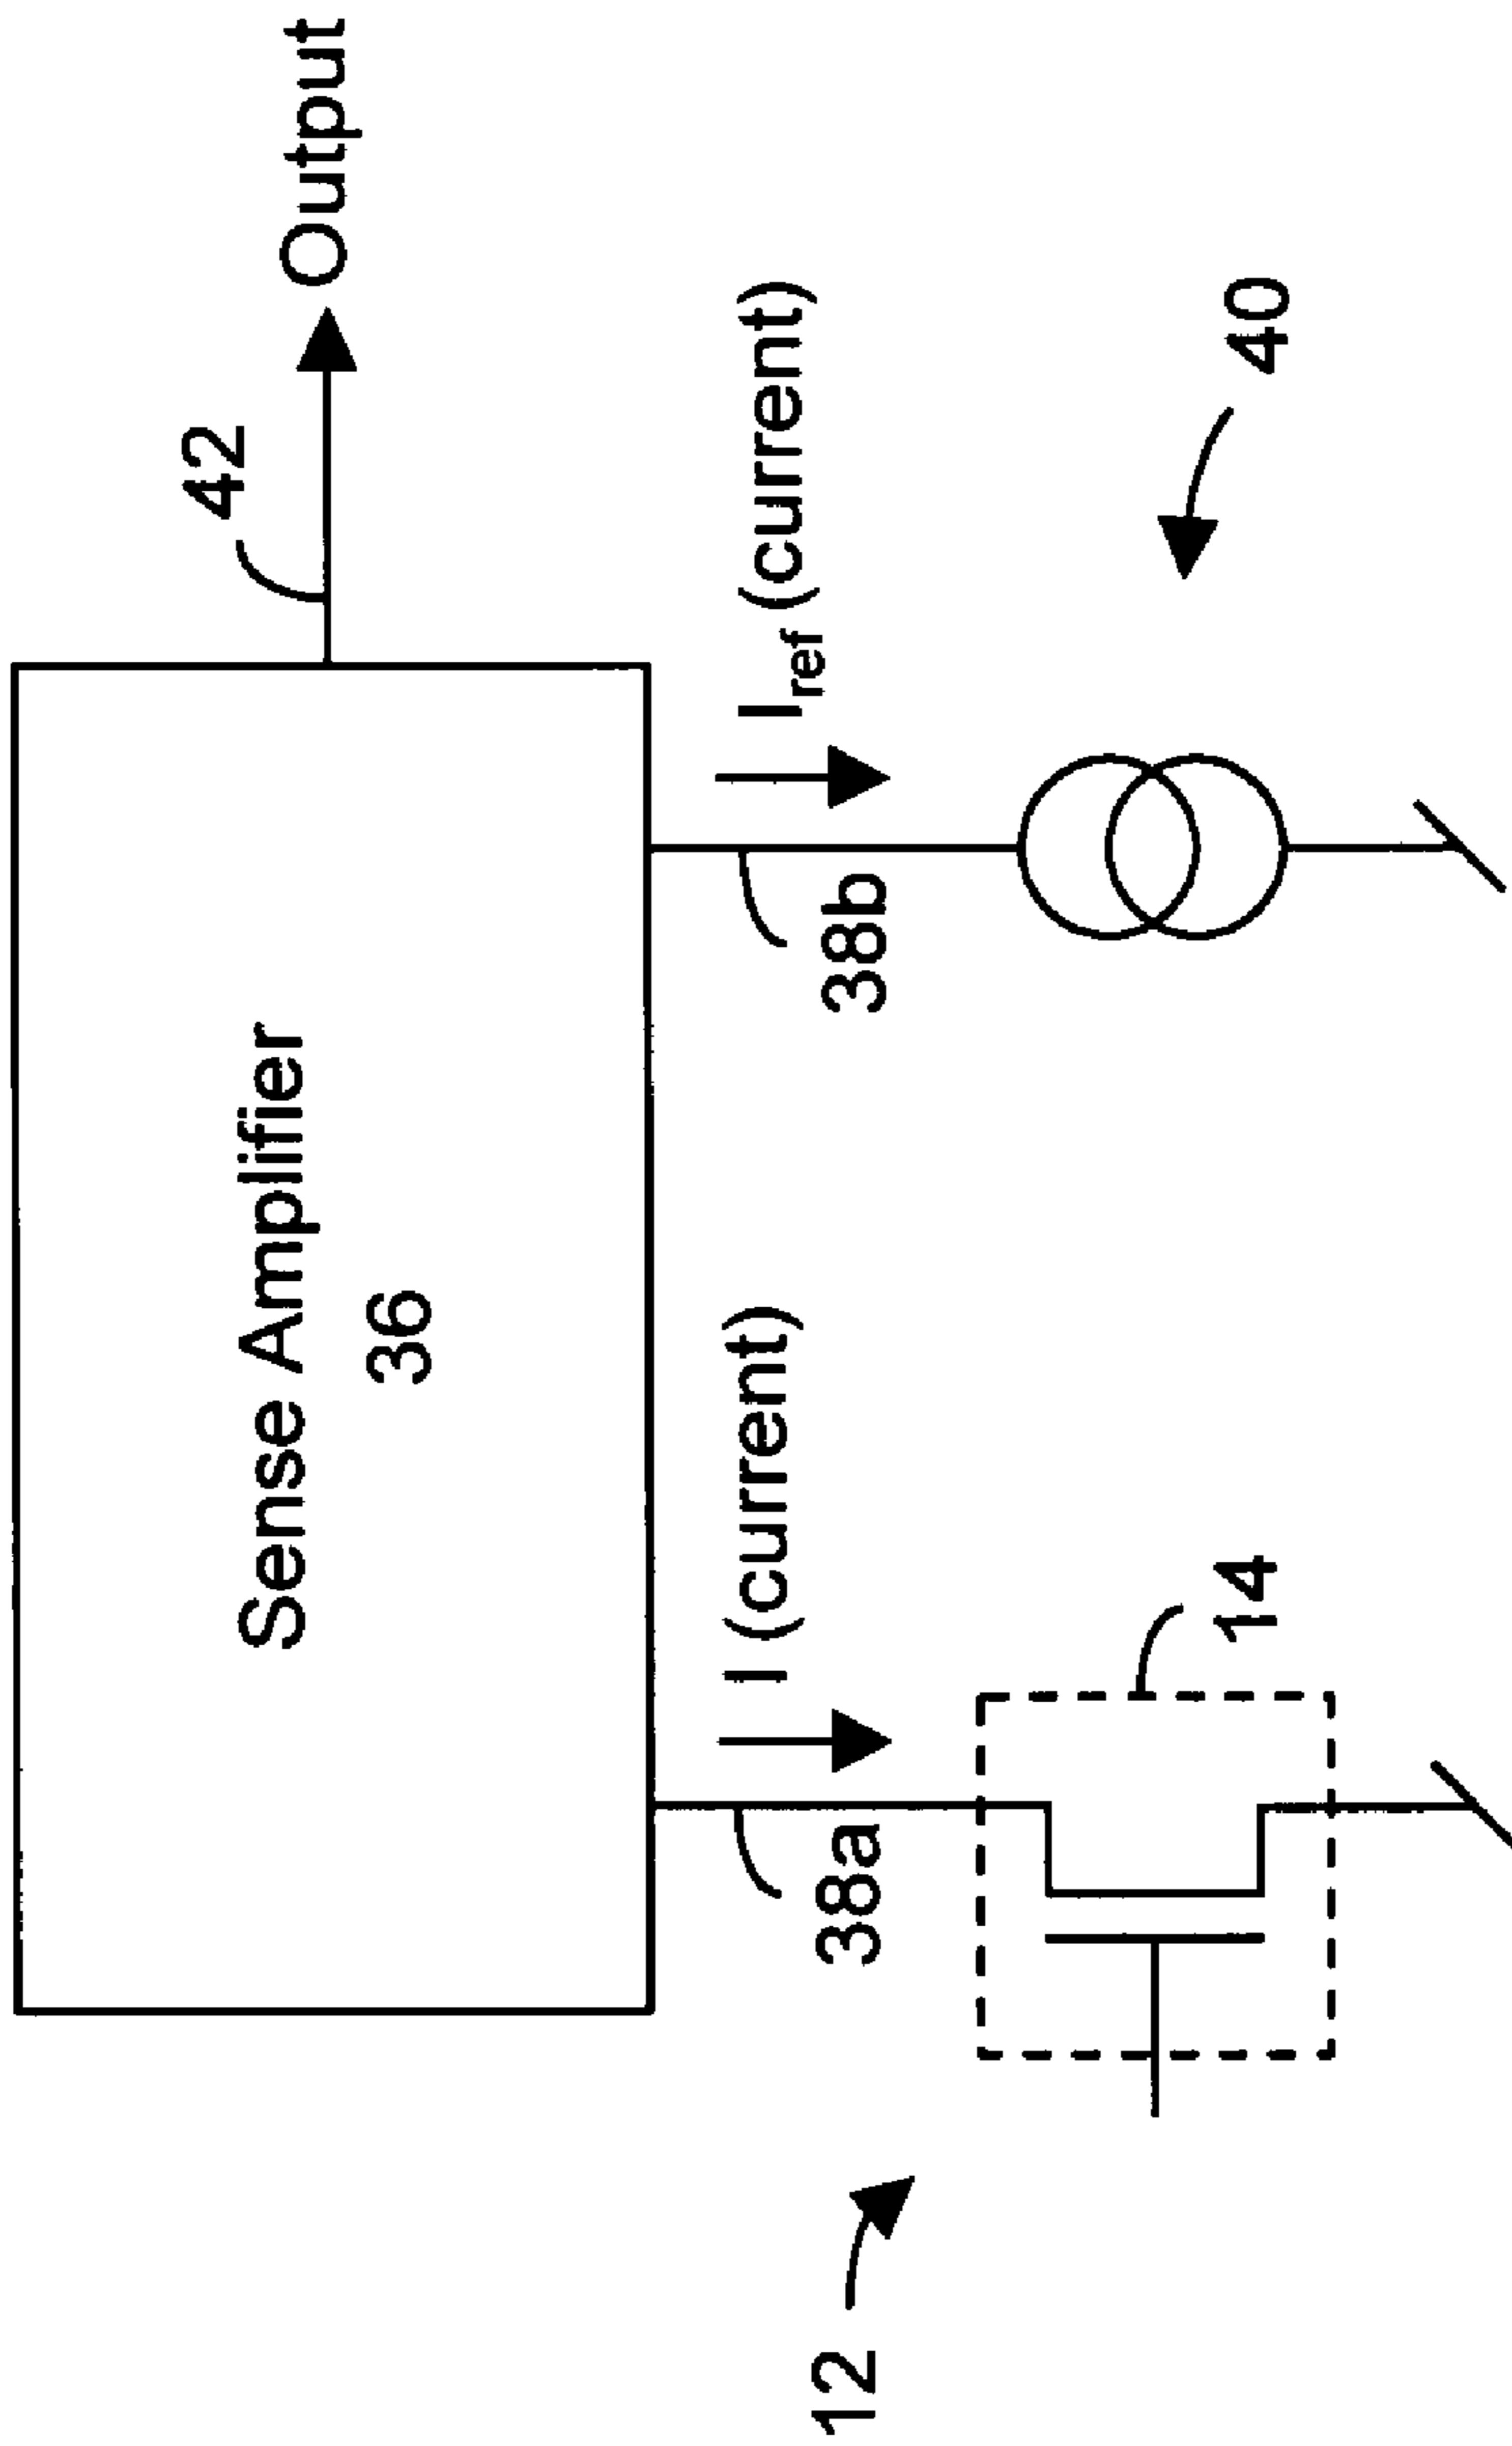 Sense Amplifier
36
42
Output
I (current)
I_ref (current)
38a
38b
12
14
40